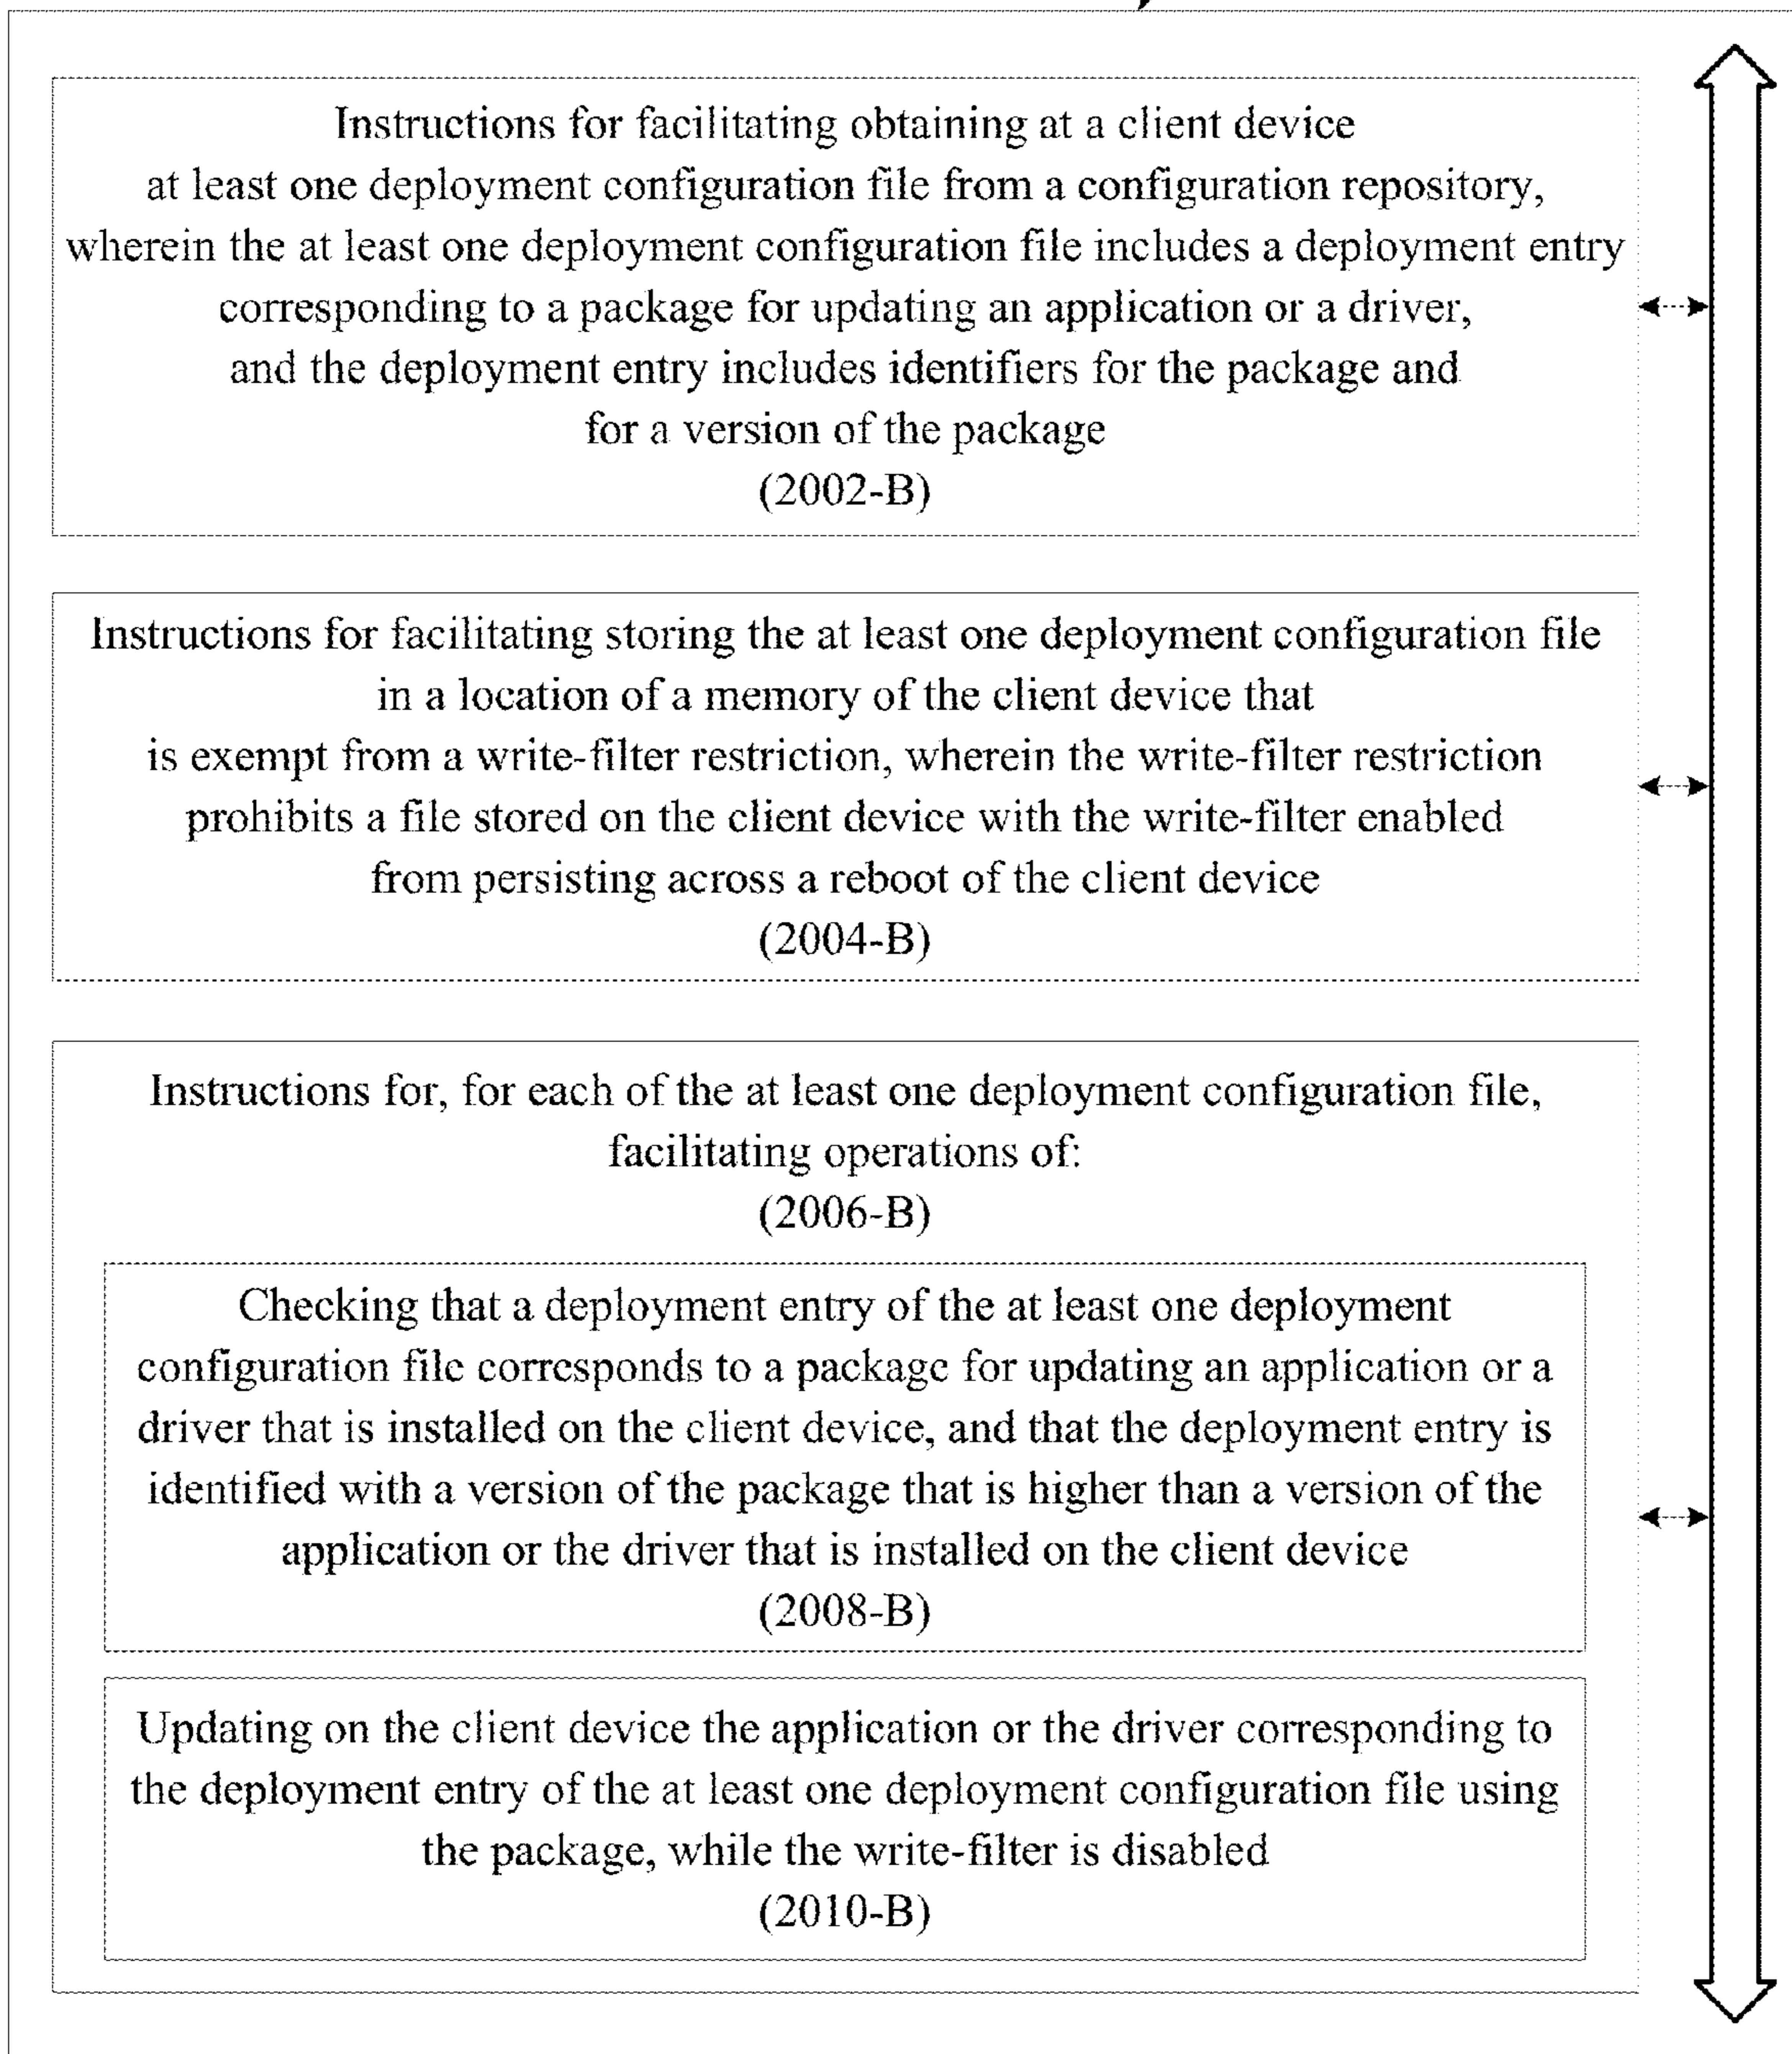 Instructions for facilitating obtaining at a client device
at least one deployment configuration file from a configuration repository,
wherein the at least one deployment configuration file includes a deployment entry
corresponding to a package for updating an application or a driver,
and the deployment entry includes identifiers for the package and
for a version of the package
(2002-B)
Instructions for facilitating storing the at least one deployment configuration file
in a location of a memory of the client device that
is exempt from a write-filter restriction, wherein the write-filter restriction
prohibits a file stored on the client device with the write-filter enabled
from persisting across a reboot of the client device
(2004-B)
Instructions for, for each of the at least one deployment configuration file,
facilitating operations of:
(2006-B)
Checking that a deployment entry of the at least one deployment
configuration file corresponds to a package for updating an application or a
driver that is installed on the client device, and that the deployment entry is
identified with a version of the package that is higher than a version of the
application or the driver that is installed on the client device
(2008-B)
Updating on the client device the application or the driver corresponding to
the deployment entry of the at least one deployment configuration file using
the package, while the write-filter is disabled
(2010-B)